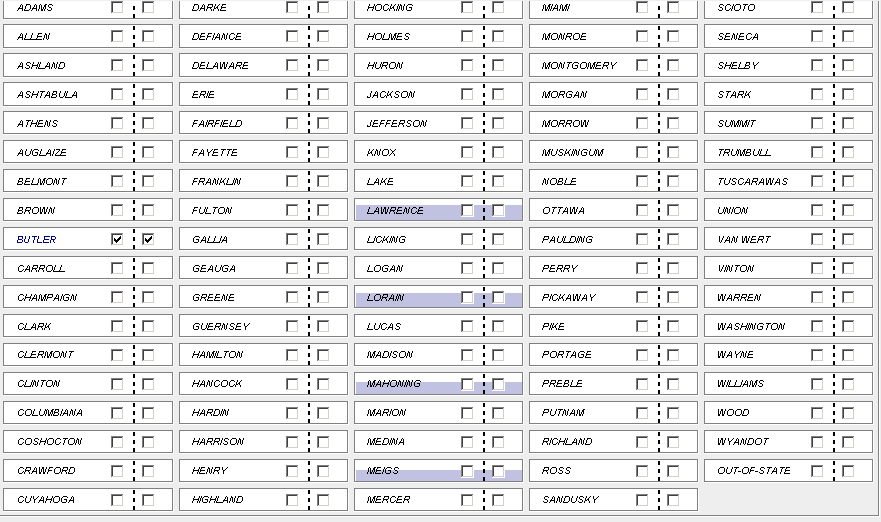 ADAMS DARKE HOCKING MIAMI SCIOTO
ALLEN DEFIANCE HOLMES MONROE SENECA
ASHLAND DELAWARE HURON MONTGOMERY SHELBY
ASHTABULA ERIE JACKSON MORGAN STARK
ATHENS FAIRFIELD JEFFERSON MORROW SUMMIT
AUGLAIZE FAYETTE KNOX MUSKINGUM TRUMBULL
BELMONT FRANKLIN LAKE NOBLE TUSCARAWAS
BROWN FULTON LAWRENCE OTTAWA UNION
BUTLER GALLIA LICKING PAULDING VAN WERT
CARROLL GEAUGA LOGAN PERRY VINTON
CHAMPAIGN GREENE LORAIN PICKAWAY WARREN
CLARK GUERNSEY LUCAS PIKE WASHINGTON
CLERMONT HAMILTON MADISON PORTAGE WAYNE
CLINTON HANCOCK MAHONING PREBLE WILLIAMS
COLUMBIANA HARDIN MARION PUTNAM WOOD
COSHOCTON HARRISON MEDINA RICHLAND WYANDOT
CRAWFORD HENRY MEIGS ROSS OUT-OF-STATE
CUYAHOGA HIGHLAND MERCER SANDUSKY